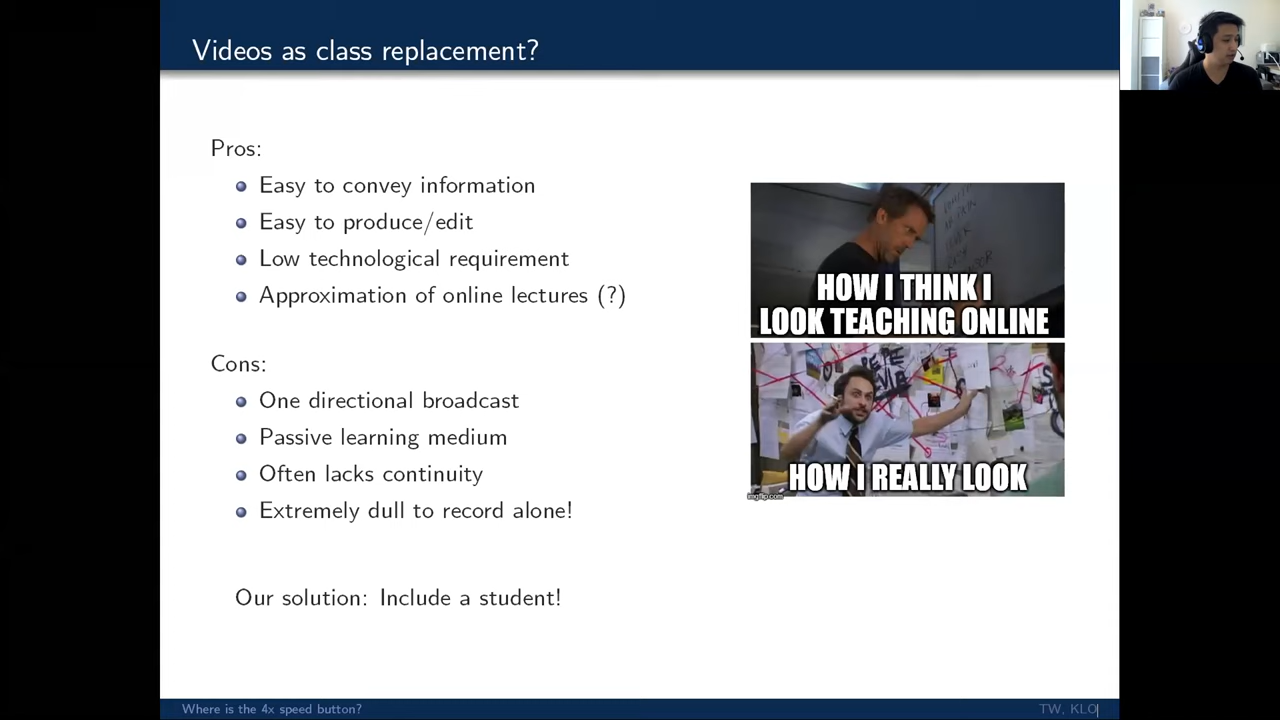 Videos as class replacement?
Pros:
Easy to convey information
Easy to produce/edit
Low technological requirement
Approximation of online lectures (?)
Cons:
One directional broadcast
Passive learning medium
Often lacks continuity
Extremely dull to record alone!
Our solution: Include a student!
HOW I THINK I
LOOK TEACHING ONLINE
HOW I REALLY LOOK
imgflip.com
Where is the 4x speed button?
TW, KLO